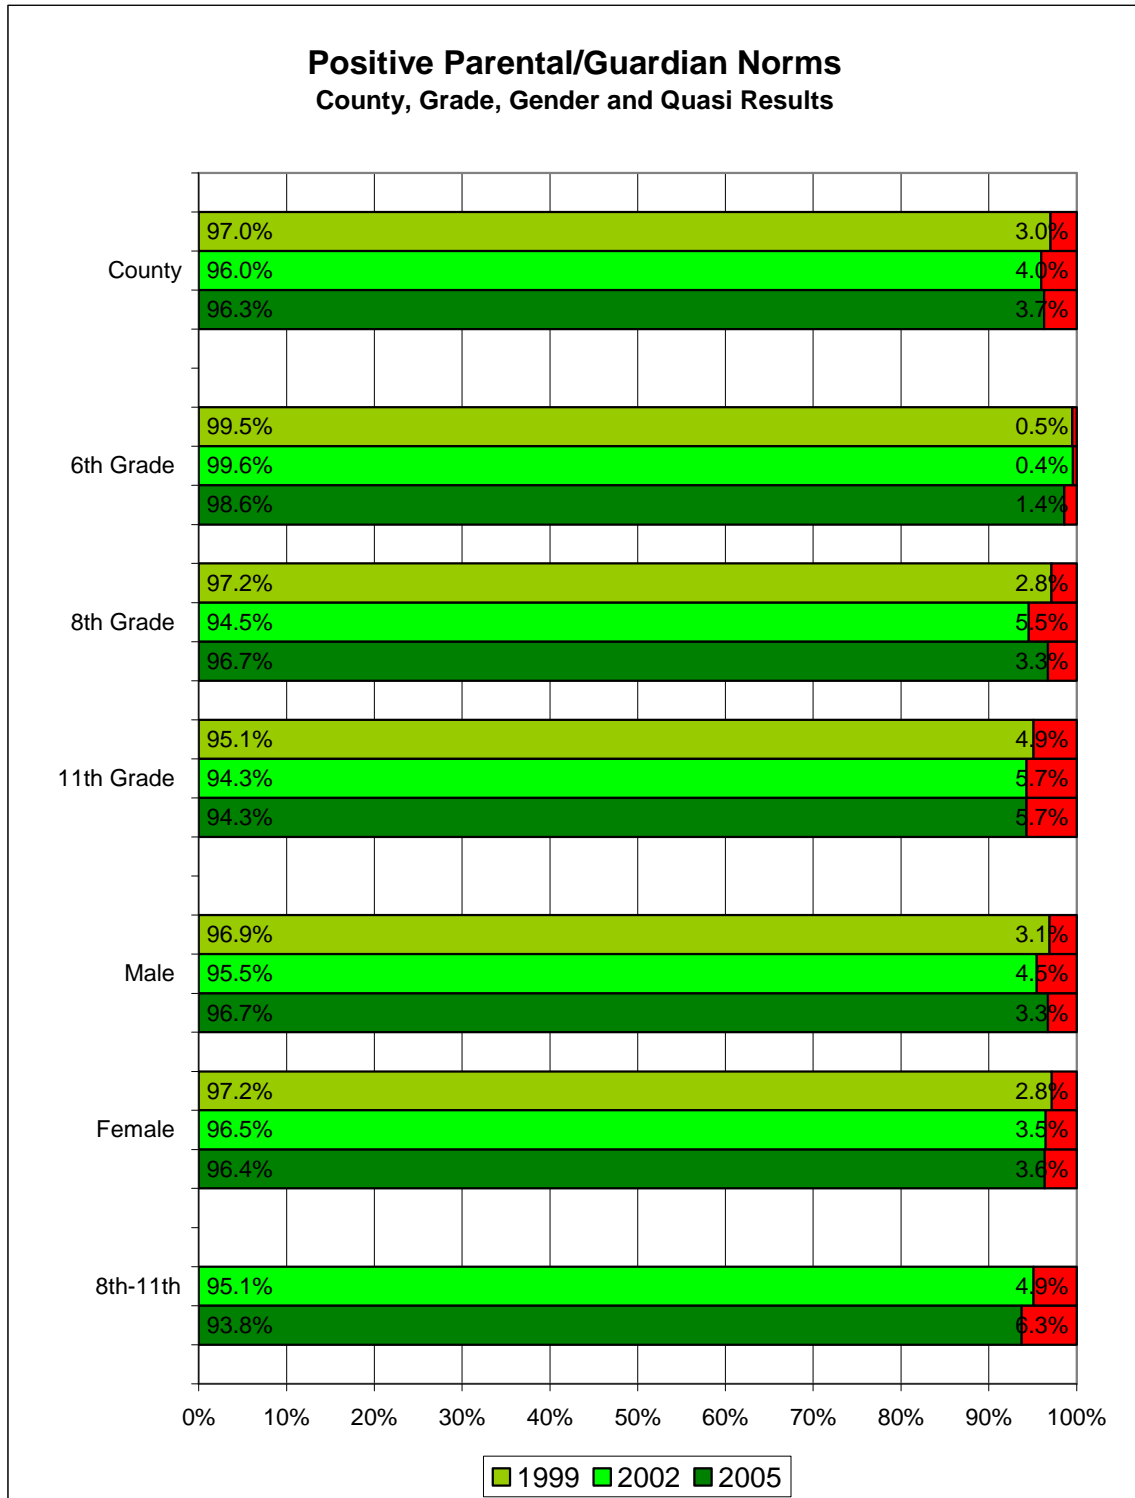 Positive Parental/Guardian Norms
County, Grade, Gender and Quasi Results
97.0% 3.0%
County 96.0% 4.0%
96.3% 3.7%
99.5% 0.5%
6th Grade 99.6% 0.4%
98.6% 1.4%
97.2% 2.8%
8th Grade 94.5% 5.5%
96.7% 3.3%
95.1% 4.9%
11th Grade 94.3% 5.7%
94.3% 5.7%
96.9% 3.1%
Male 95.5% 4.5%
96.7% 3.3%
97.2% 2.8%
Female 96.5% 3.5%
96.4% 3.6%
8th-11th 95.1% 4.9%
93.8% 6.3%
0% 10% 20% 30% 40% 50% 60% 70% 80% 90% 100%
1999 2002 2005